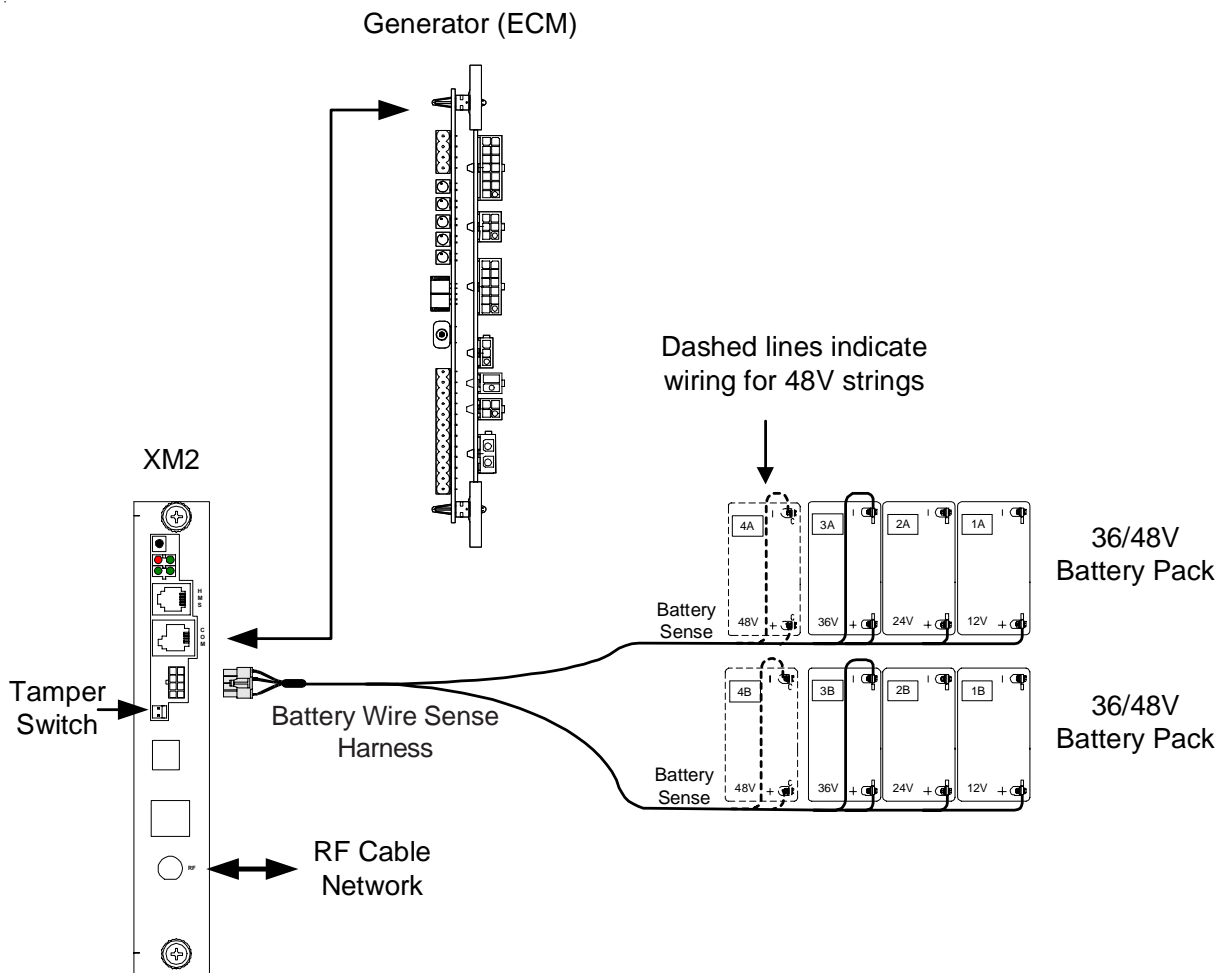 Generator (ECM)
Dashed lines indicate
wiring for 48V strings
XM2
HMS
COM
Tamper
Switch
RF
RF Cable
Network
Battery Wire Sense
Harness
Battery
Sense
4A
3A
2A
1A
48V +
36V +
24V +
12V +
36/48V
Battery Pack
Battery
Sense
4B
3B
2B
1B
48V +
36V +
24V +
12V +
36/48V
Battery Pack